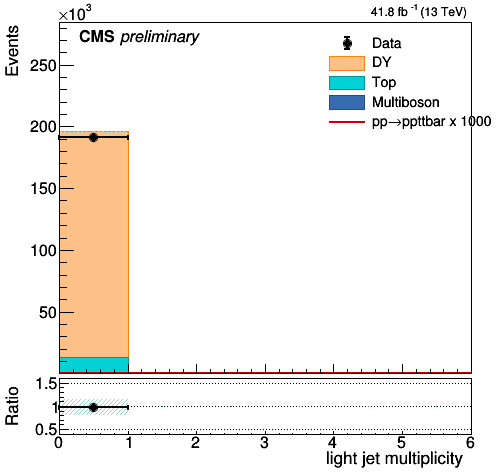 ×10³
41.8 fb⁻¹ (13 TeV)
CMS preliminary
Events
250
200
150
100
50
Data
DY
Top
Multiboson
pp→ppttbar x 1000
Ratio
1.5
1
0.5
0 1 2 3 4 5 6
light jet multiplicity